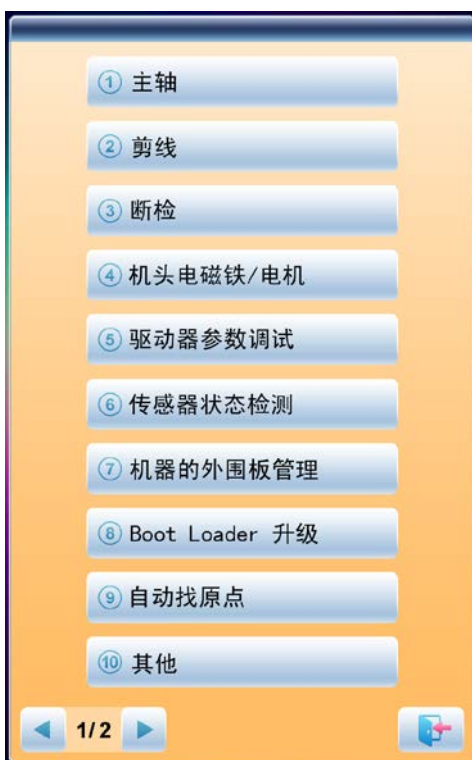 ① 主轴
② 剪线
③ 断检
④ 机头电磁铁/电机
⑤ 驱动器参数调试
⑥ 传感器状态检测
⑦ 机器的外围板管理
⑧ Boot Loader 升级
⑨ 自动找原点
⑩ 其他
1/2